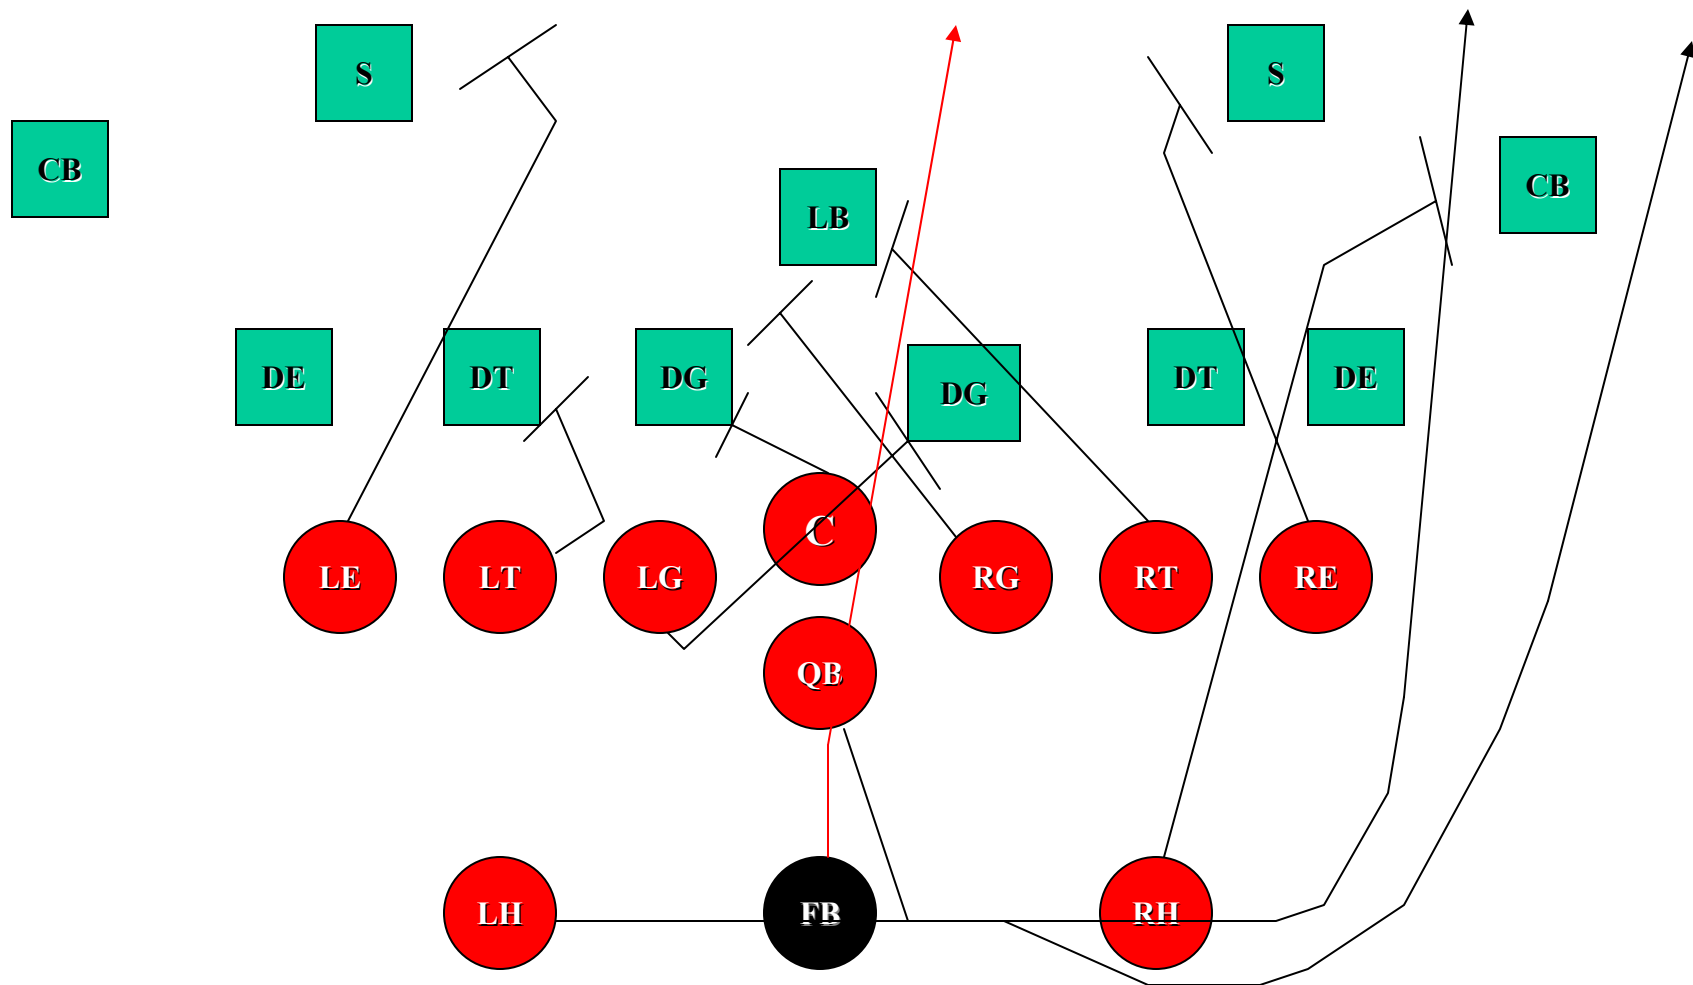 S
S
CB
CB
LB
DE
DT
DG
DG
DT
DE
C
LE
LT
LG
RG
RT
RE
QB
LH
FB
RH